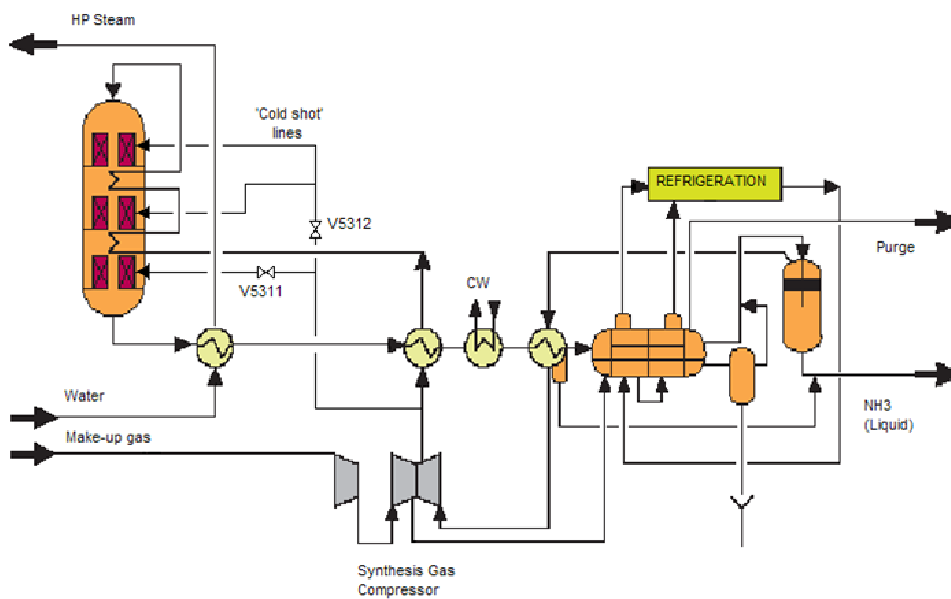 HP Steam
'Cold shot'
lines
REFRIGERATION
V5312
Purge
V5311
CW
Water
Make-up gas
NH3
(Liquid)
Synthesis Gas
Compressor